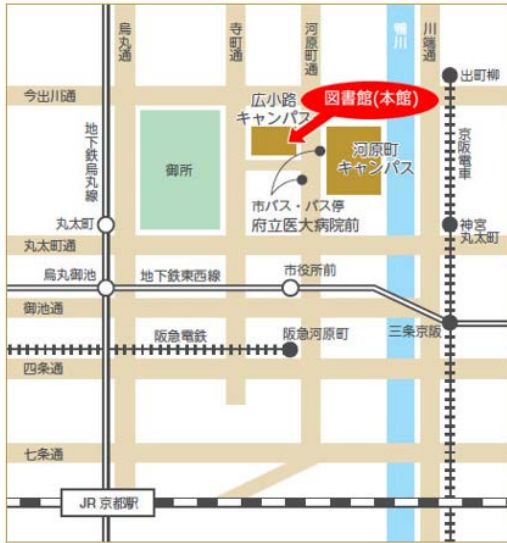 烏丸通
寺町通
河原町通
鴨川
川端通
出町柳
今出川通
広小路
キャンパス
図書館(本館)
地下鉄烏丸線
京阪電車
御所
河原町
キャンパス
市バス・バス停
府立医大病院前
丸太町
神宮
丸太町
丸太町通
烏丸御池
地下鉄東西線
市役所前
御池通
三条京阪
阪急電鉄
阪急河原町
四条通
七条通
JR 京都駅